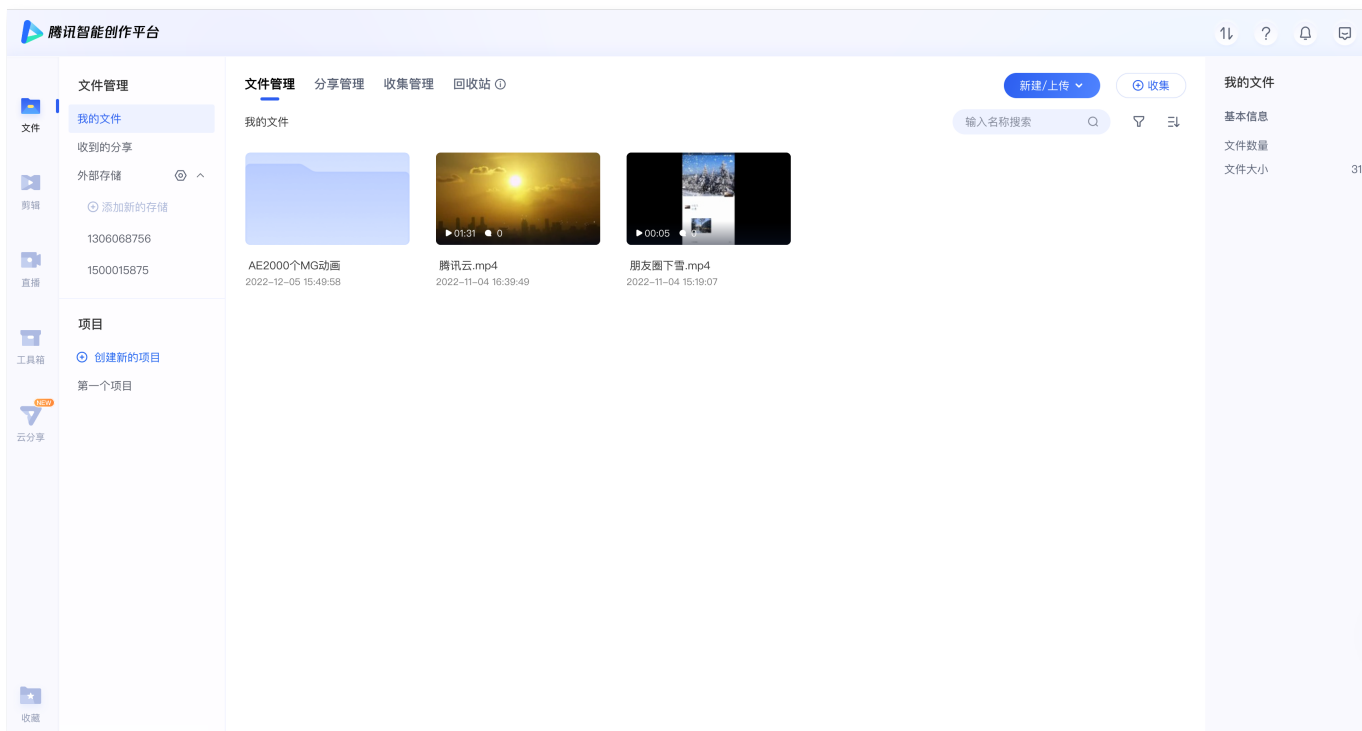 腾讯智能创作平台
文件
剪辑
直播
工具箱
NEW
云分享
收藏
文件管理
我的文件
收到的分享
外部存储
添加新的存储
1306068756
1500015875
项目
创建新的项目
第一个项目
文件管理 分享管理 收集管理 回收站
新建/上传 收集
我的文件
输入名称搜索
01:31 0
00:05 0
AE2000个MG动画
2022-12-05 15:49:58
腾讯云.mp4
2022-11-04 16:39:49
朋友圈下雪.mp4
2022-11-04 15:19:07
我的文件
基本信息
文件数量
文件大小 31